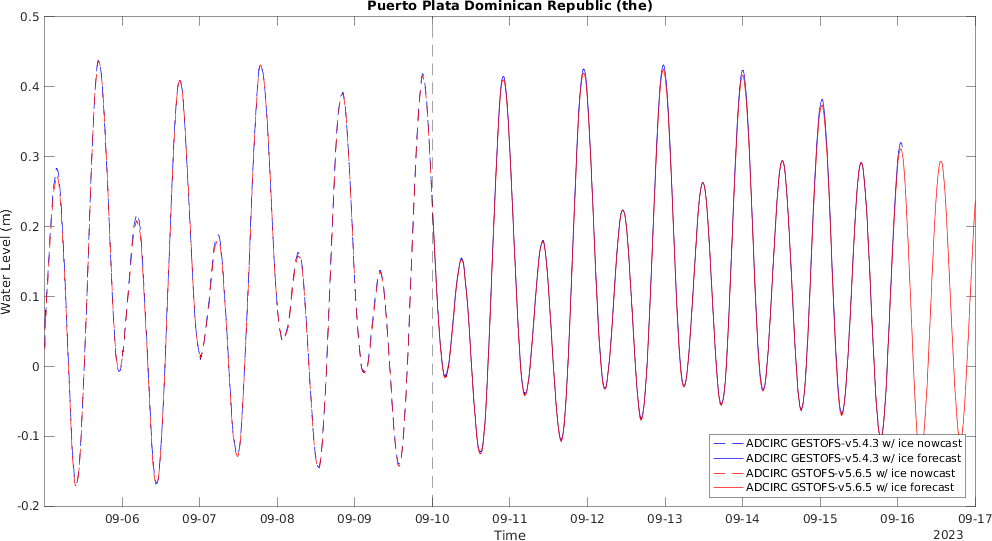 Puerto Plata Dominican Republic (the)
0.5
0.4
0.3
0.2
0.1
0
-0.1
-0.2
Water Level (m)
ADCIRC GESTOFS-v5.4.3 w/ ice nowcast
ADCIRC GESTOFS-v5.4.3 w/ ice forecast
ADCIRC GSTOFS-v5.6.5 w/ ice nowcast
ADCIRC GSTOFS-v5.6.5 w/ ice forecast
09-06 09-07 09-08 09-09 09-10 09-11 09-12 09-13 09-14 09-15 09-16 09-17
Time
2023